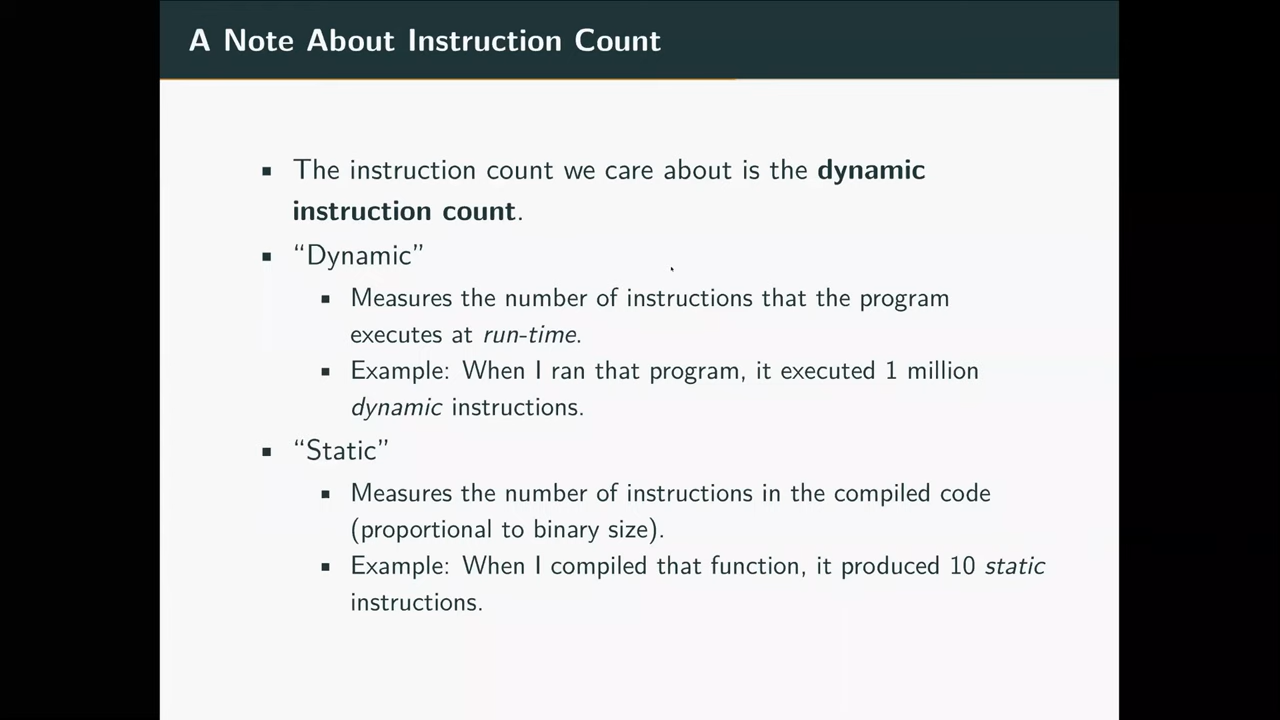 A Note About Instruction Count
▪ The instruction count we care about is the dynamic
instruction count.
▪ “Dynamic”
▪ Measures the number of instructions that the program
executes at run-time.
▪ Example: When I ran that program, it executed 1 million
dynamic instructions.
▪ “Static”
▪ Measures the number of instructions in the compiled code
(proportional to binary size).
▪ Example: When I compiled that function, it produced 10 static
instructions.